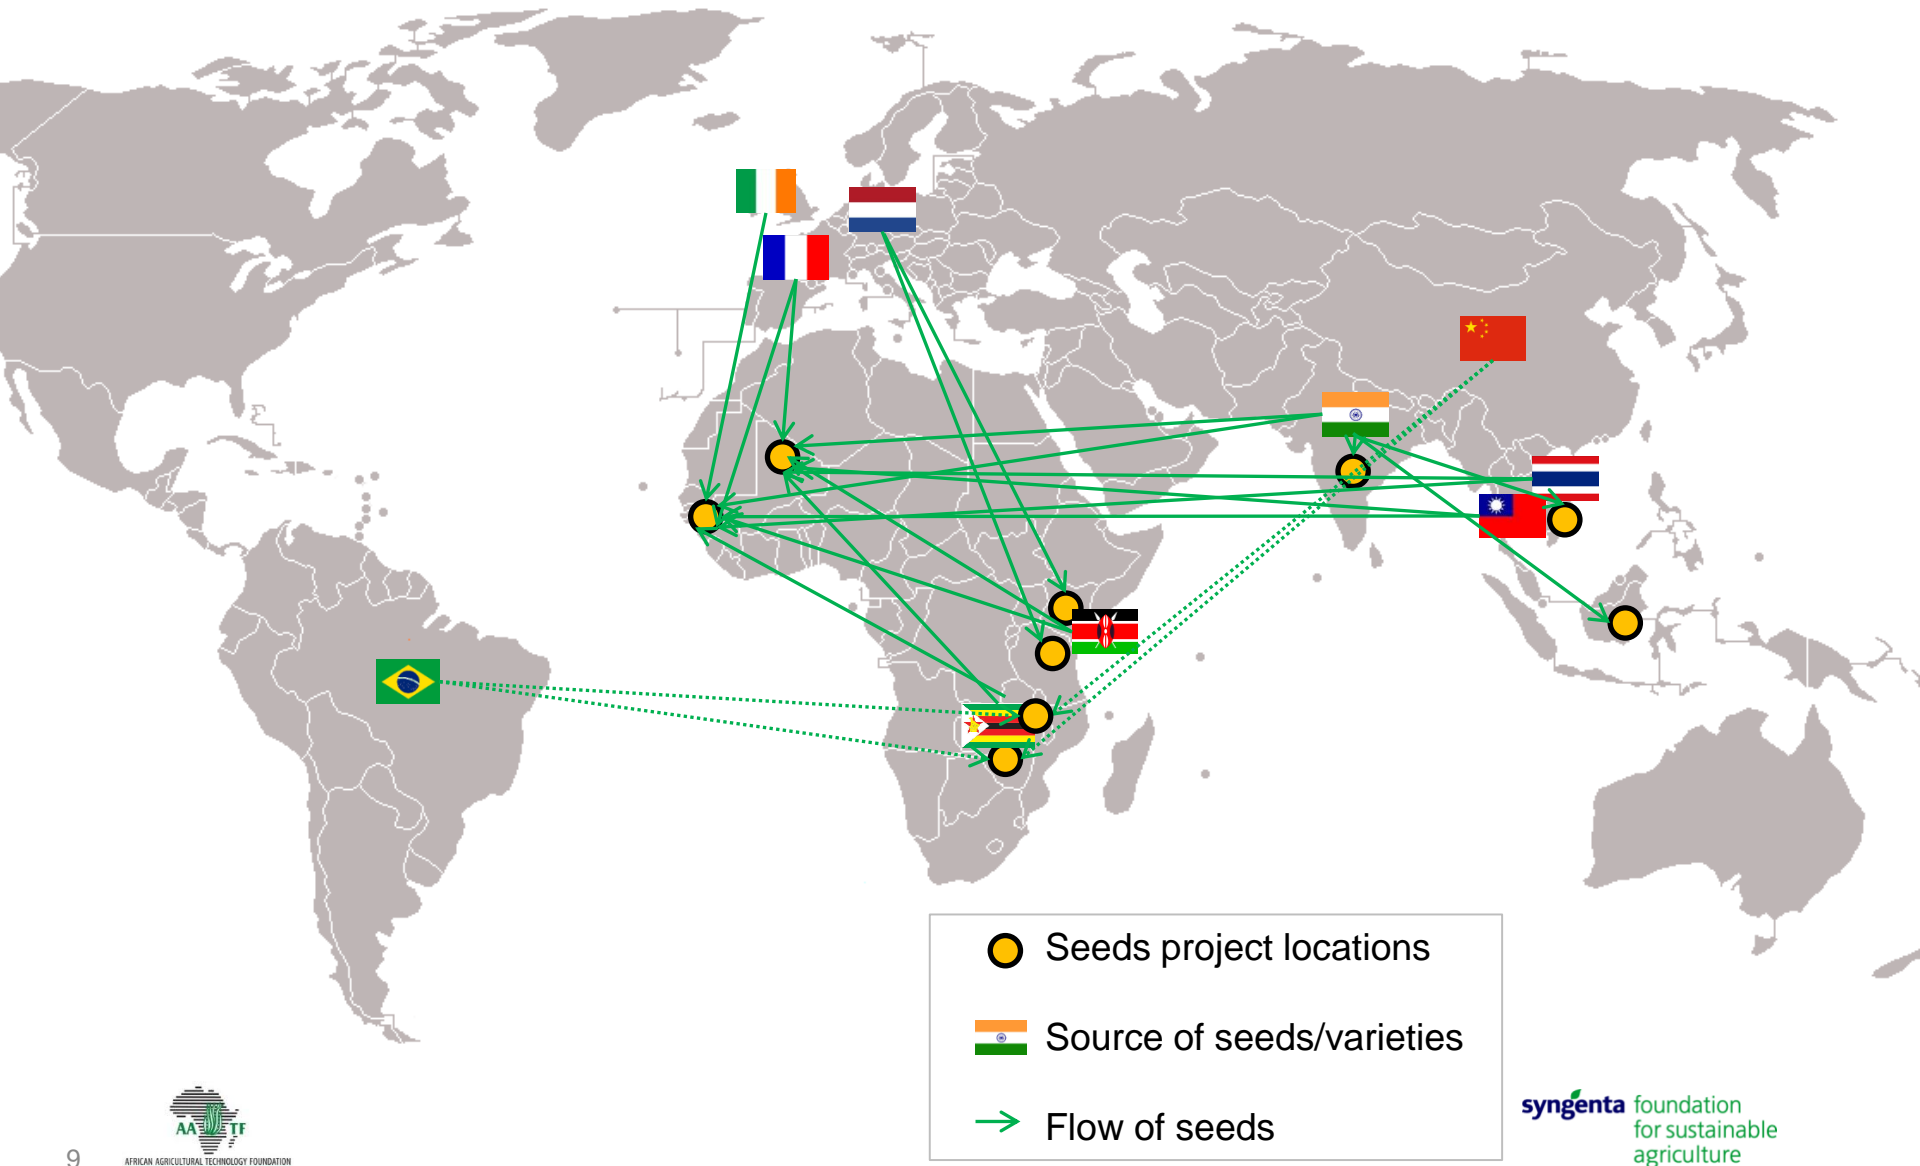 Seeds project locations
Source of seeds/varieties
Flow of seeds
9
AATF
AFRICAN AGRICULTURAL TECHNOLOGY FOUNDATION
syngenta foundation
for sustainable
agriculture